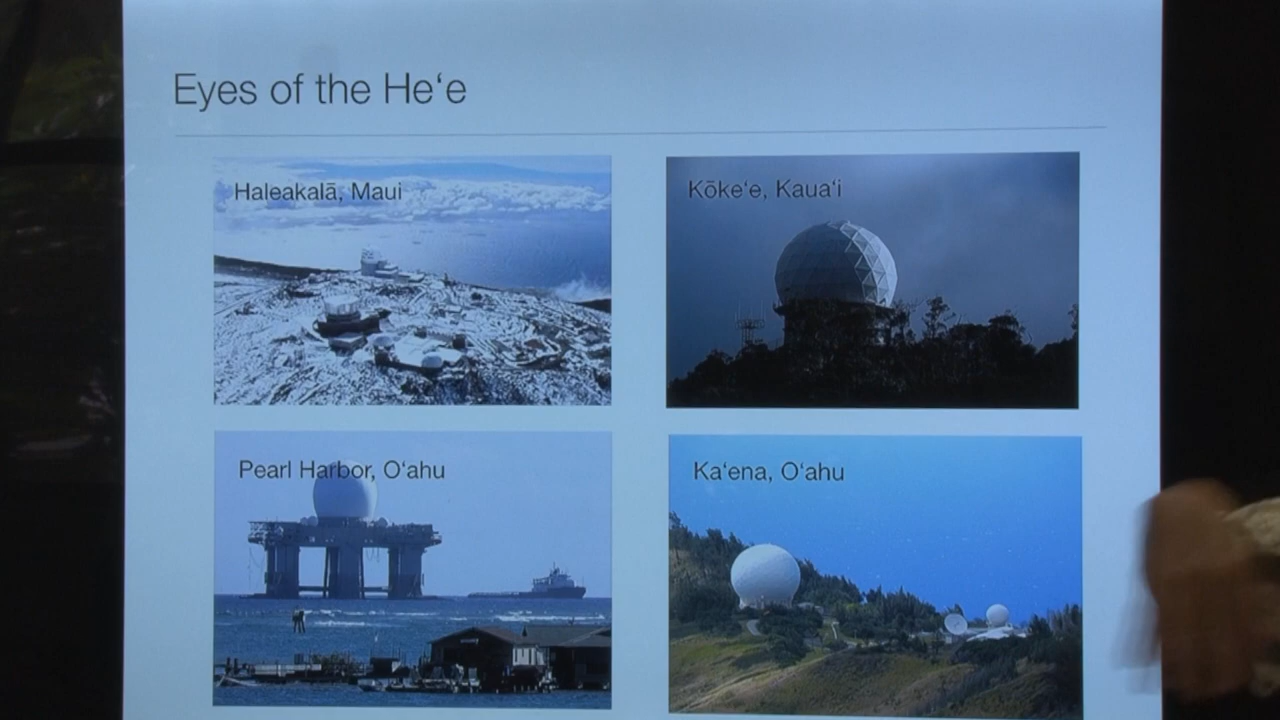 Eyes of the Heʻe
Haleakalā, Maui
Kōkeʻe, Kauaʻi
Pearl Harbor, Oʻahu
Kaʻena, Oʻahu